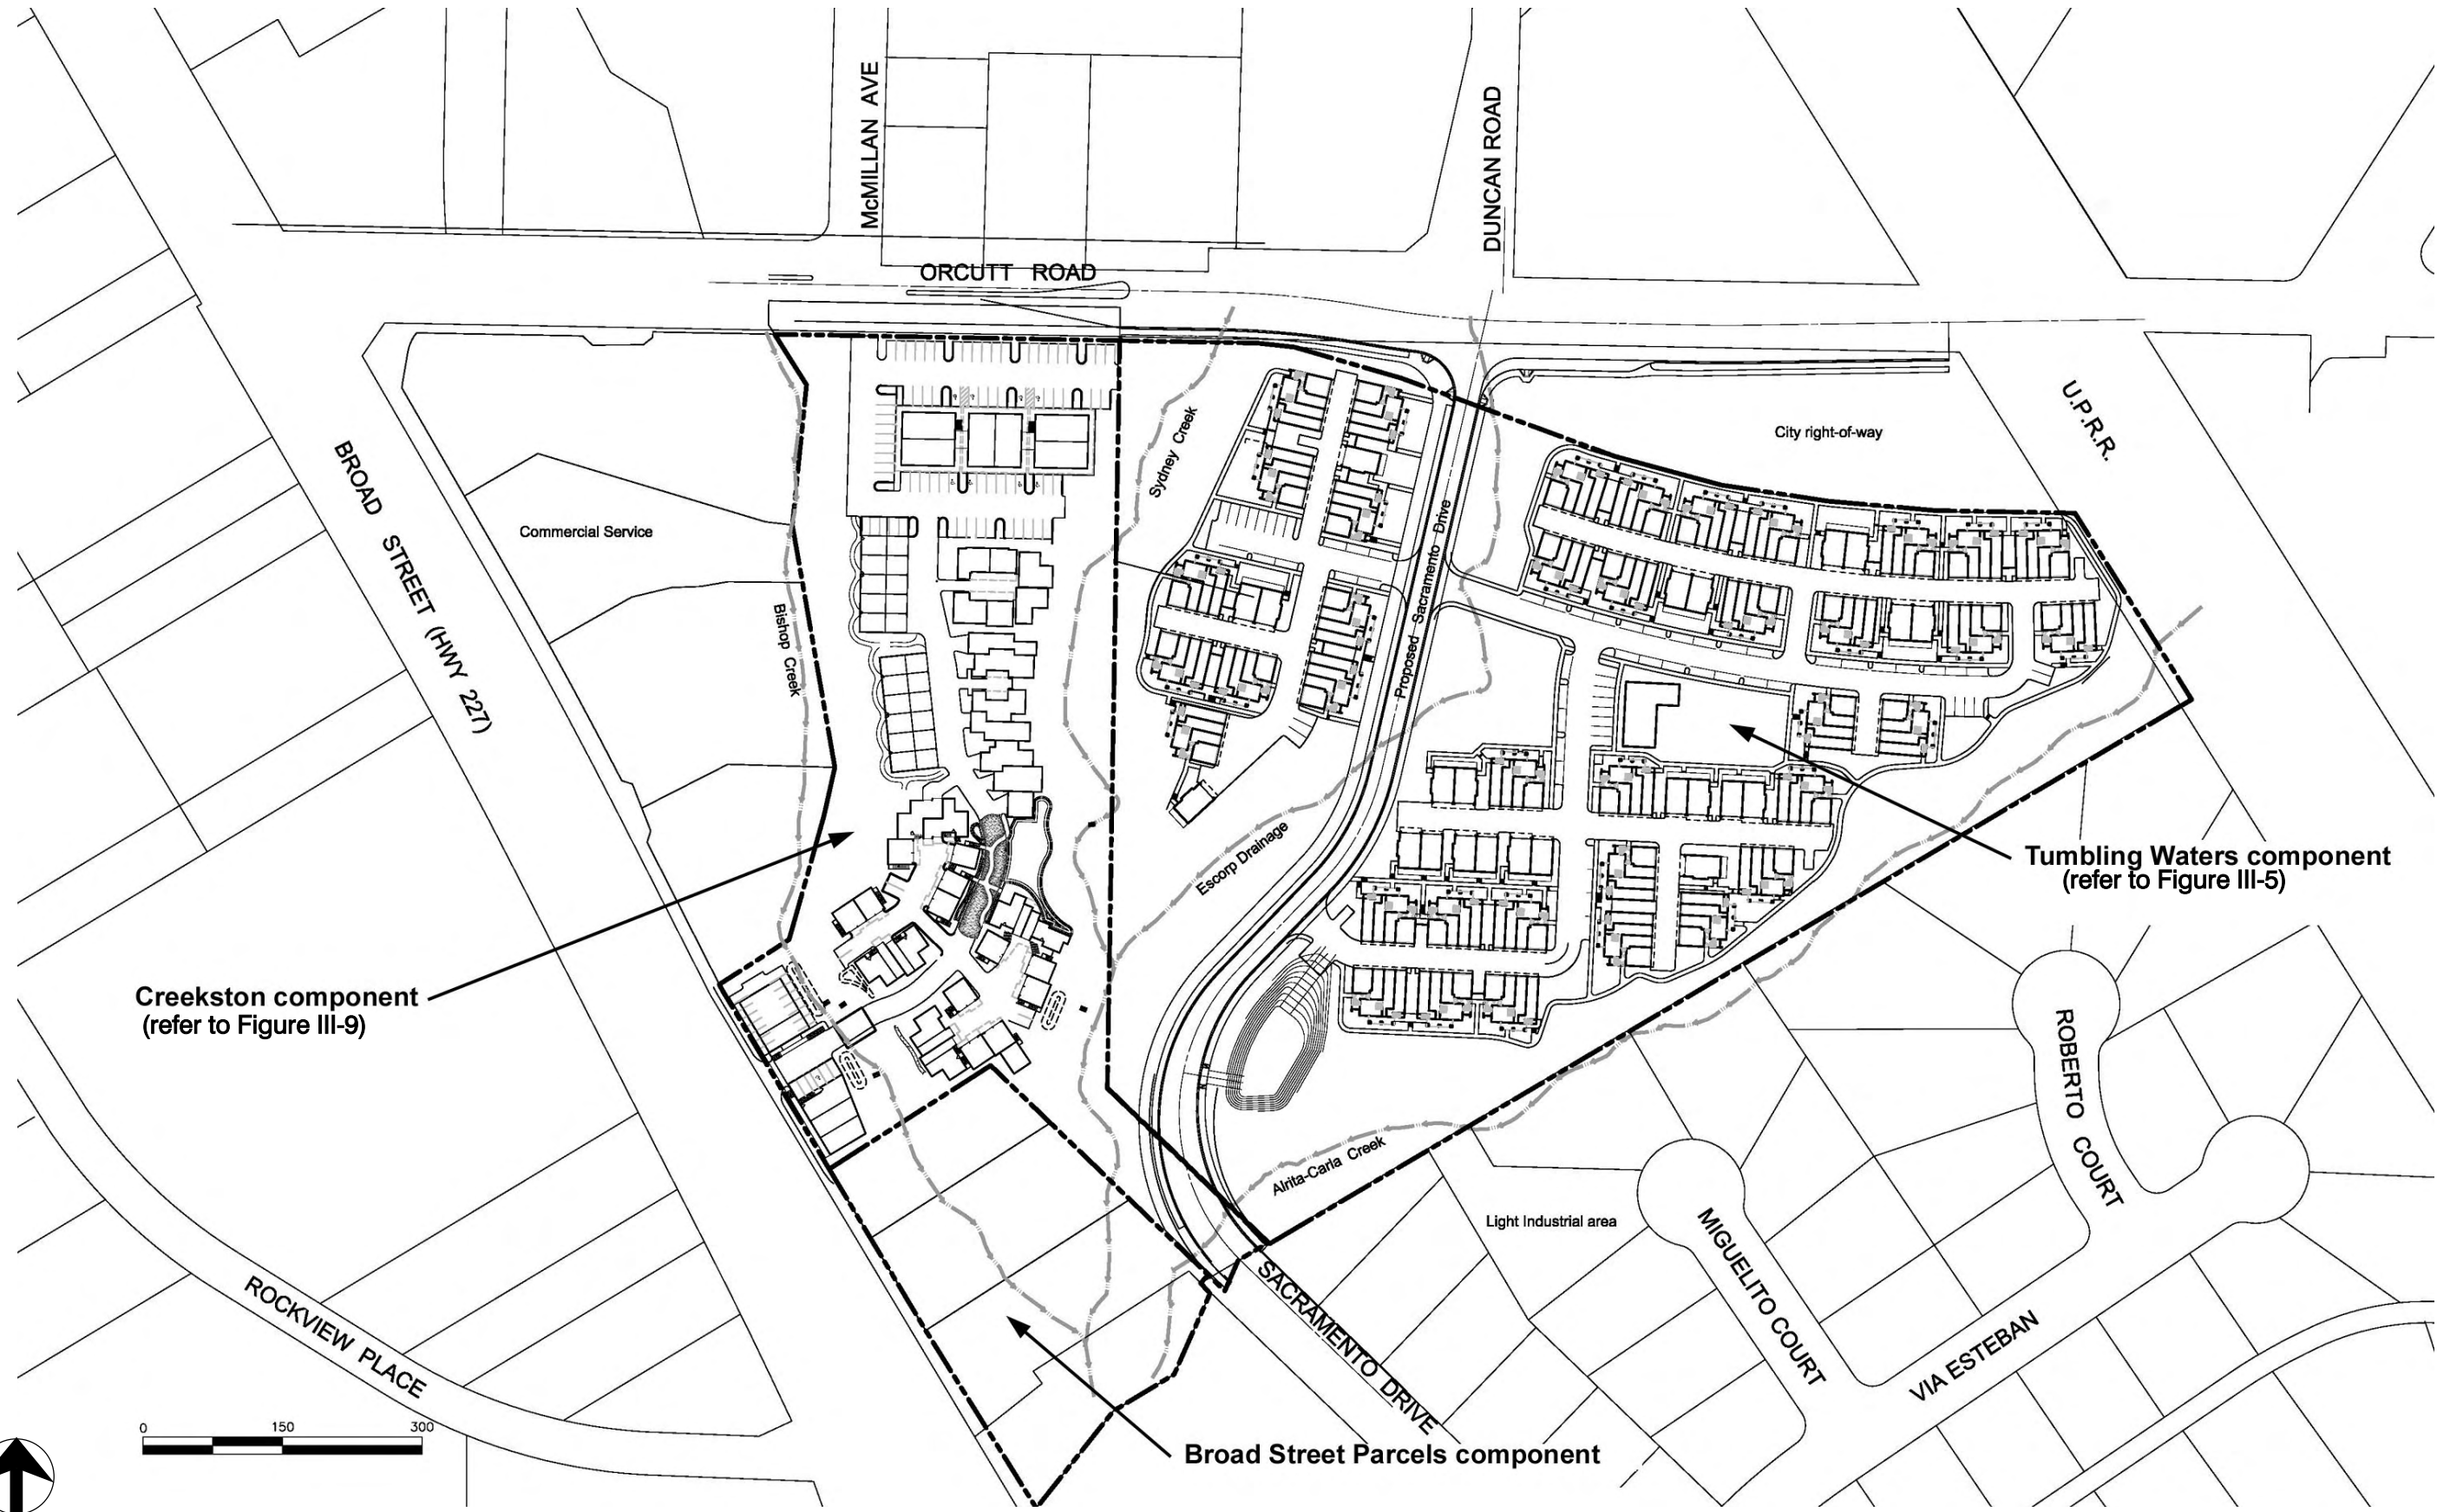 McMILLAN AVE
DUNCAN ROAD
ORCUTT ROAD
U.P.R.R.
City right-of-way
Sydney Creek
BROAD STREET (HWY 227)
Commercial Service
Proposed Sacramento Drive
Bishop Creek
Escorp Drainage
Tumbling Waters component
(refer to Figure III-5)
Creekston component
(refer to Figure III-9)
ROBERTO COURT
Alrita-Carla Creek
Light Industrial area
MIGUELITO COURT
SACRAMENTO DRIVE
ROCKVIEW PLACE
VIA ESTEBAN
0 150 300
Broad Street Parcels component